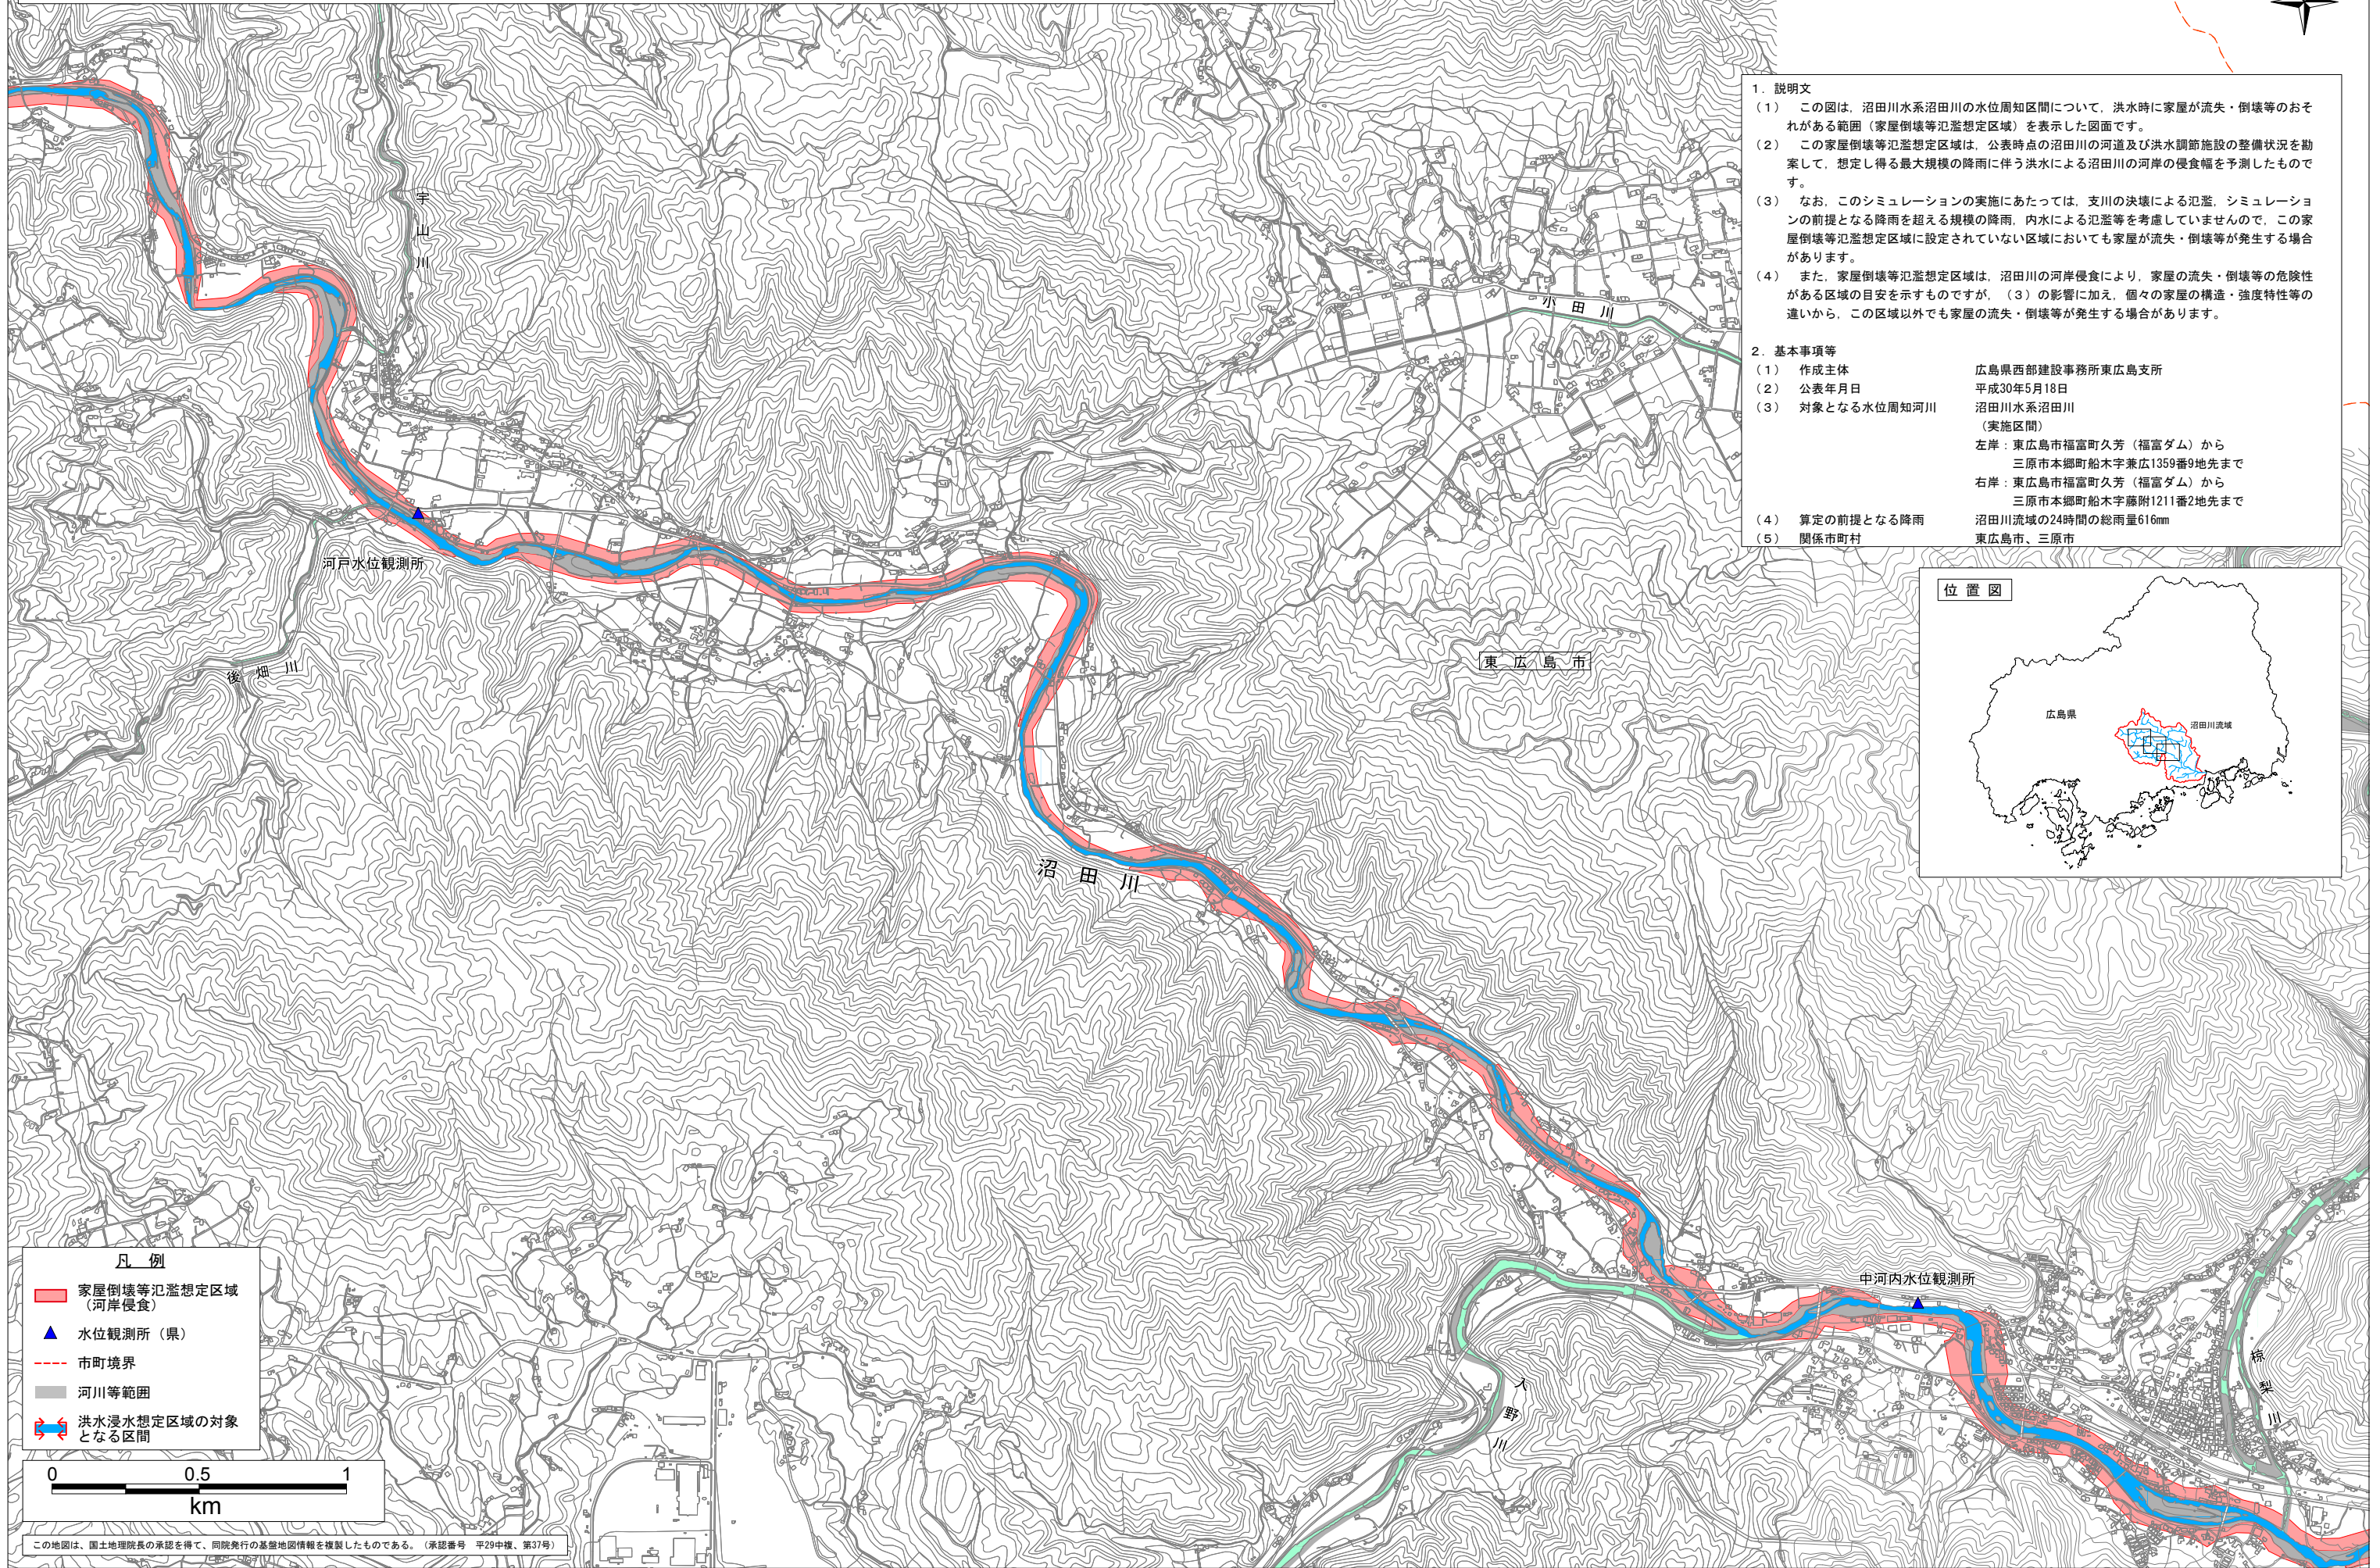 1．説明文
（1）　この図は，沼田川水系沼田川の水位周知区間について，洪水時に家屋が流失・倒壊等のおそ
れがある範囲（家屋倒壊等氾濫想定区域）を表示した図面です。
（2）　この家屋倒壊等氾濫想定区域は，公表時点の沼田川の河道及び洪水調節施設の整備状況を勘
案して，想定し得る最大規模の降雨に伴う洪水による沼田川の河岸の侵食幅を予測したもので
す。
（3）　なお，このシミュレーションの実施にあたっては，支川の決壊による氾濫，シミュレーショ
ンの前提となる降雨を超える規模の降雨，内水による氾濫等を考慮していませんので，この家
屋倒壊等氾濫想定区域に設定されていない区域においても家屋が流失・倒壊等が発生する場合
があります。
（4）　また，家屋倒壊等氾濫想定区域は，沼田川の河岸侵食により，家屋の流失・倒壊等の危険性
がある区域の目安を示すものですが，（3）の影響に加え，個々の家屋の構造・強度特性等の
違いから，この区域以外でも家屋の流失・倒壊等が発生する場合があります。
2．基本事項等
（1）　作成主体　広島県西部建設事務所東広島支所
（2）　公表年月日　平成30年5月18日
（3）　対象となる水位周知河川　沼田川水系沼田川
（実施区間）
左岸：東広島市福富町久芳（福富ダム）から
三原市本郷町船木字兼広1359番9地先まで
右岸：東広島市福富町久芳（福富ダム）から
三原市本郷町船木字藤附1211番2地先まで
（4）　算定の前提となる降雨　沼田川流域の24時間の総雨量616mm
（5）　関係市町村　東広島市、三原市
位置図
広島県
沼田川流域
宇山川
小田川
河戸水位観測所
後畑川
東広島市
沼田川
中河内水位観測所
入野川
椋梨川
凡例
家屋倒壊等氾濫想定区域
（河岸侵食）
水位観測所（県）
市町境界
河川等範囲
洪水浸水想定区域の対象
となる区間
0 0.5 1
km
この地図は、国土地理院長の承認を得て、同院発行の基盤地図情報を複製したものである。（承認番号　平29中複、第37号）